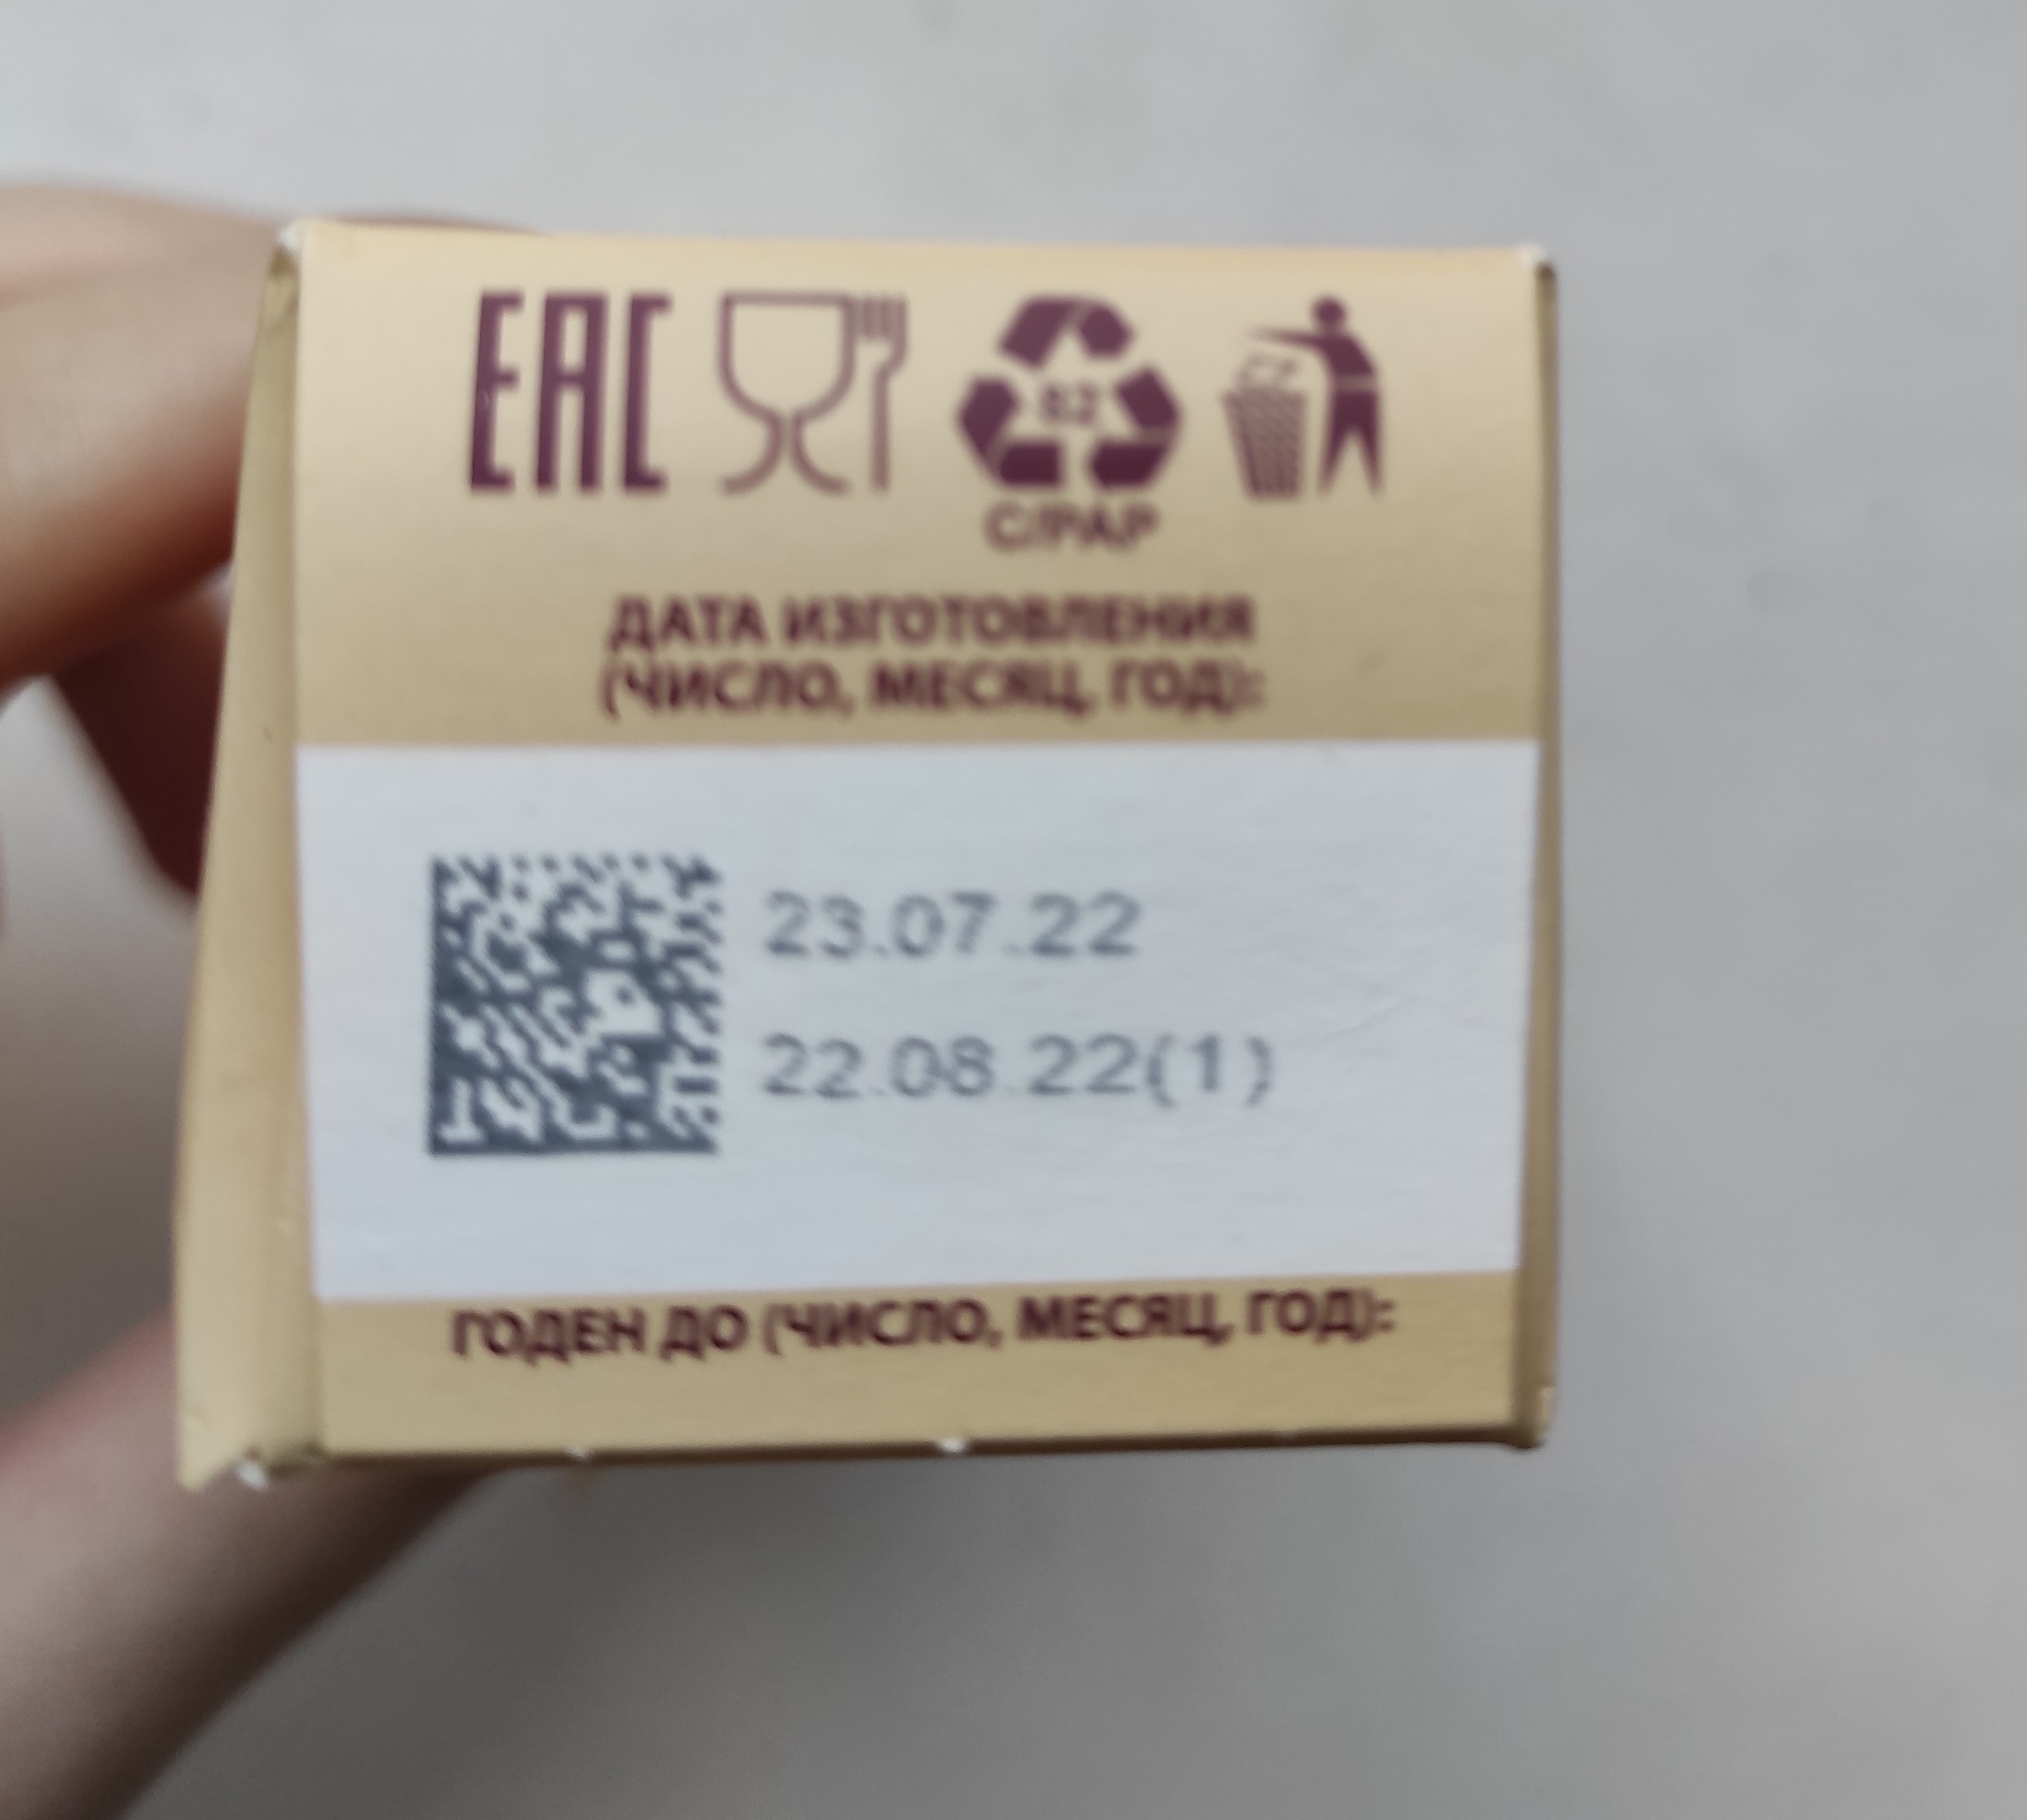 EAC
82
C/PAP
ДАТА ИЗГОТОВЛЕНИЯ
(ЧИСЛО, МЕСЯЦ, ГОД):
23.07.22
22.08.22(1)
ГОДЕН ДО (ЧИСЛО, МЕСЯЦ, ГОД):